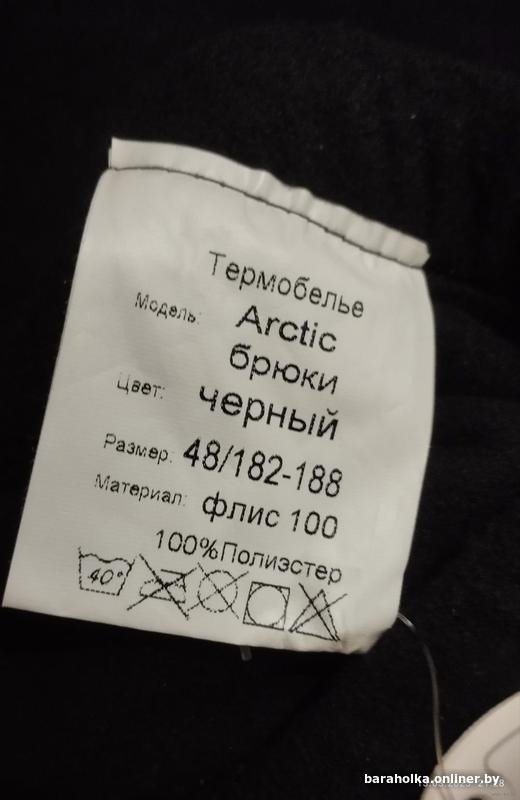 Термобелье
Модель: Arctic
брюки
Цвет: черный
Размер: 48/182-188
Материал: флис 100
100%Полиэстер
40°
baraholka.onliner.by